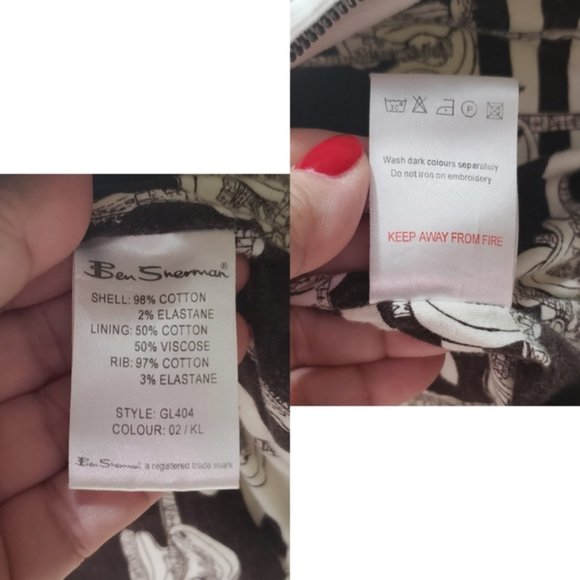 Ben Sherman®
SHELL: 98% COTTON
2% ELASTANE
LINING: 50% COTTON
50% VISCOSE
RIB: 97% COTTON
3% ELASTANE
STYLE: GL404
COLOUR: 02 / KL
Ben Sherman a registered trade mark
30°
P
Wash dark colours separately
Do not iron on embroidery
KEEP AWAY FROM FIRE